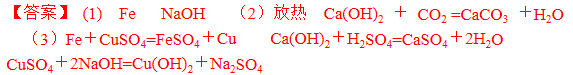 【答案】(1) Fe NaOH (2)放热 Ca(OH)₂ + CO₂=CaCO₃ +H₂O
(3)Fe+CuSO₄=FeSO₄+Cu Ca(OH)₂+H₂SO₄=CaSO₄+2H₂O
CuSO₄+2NaOH=Cu(OH)₂+Na₂SO₄